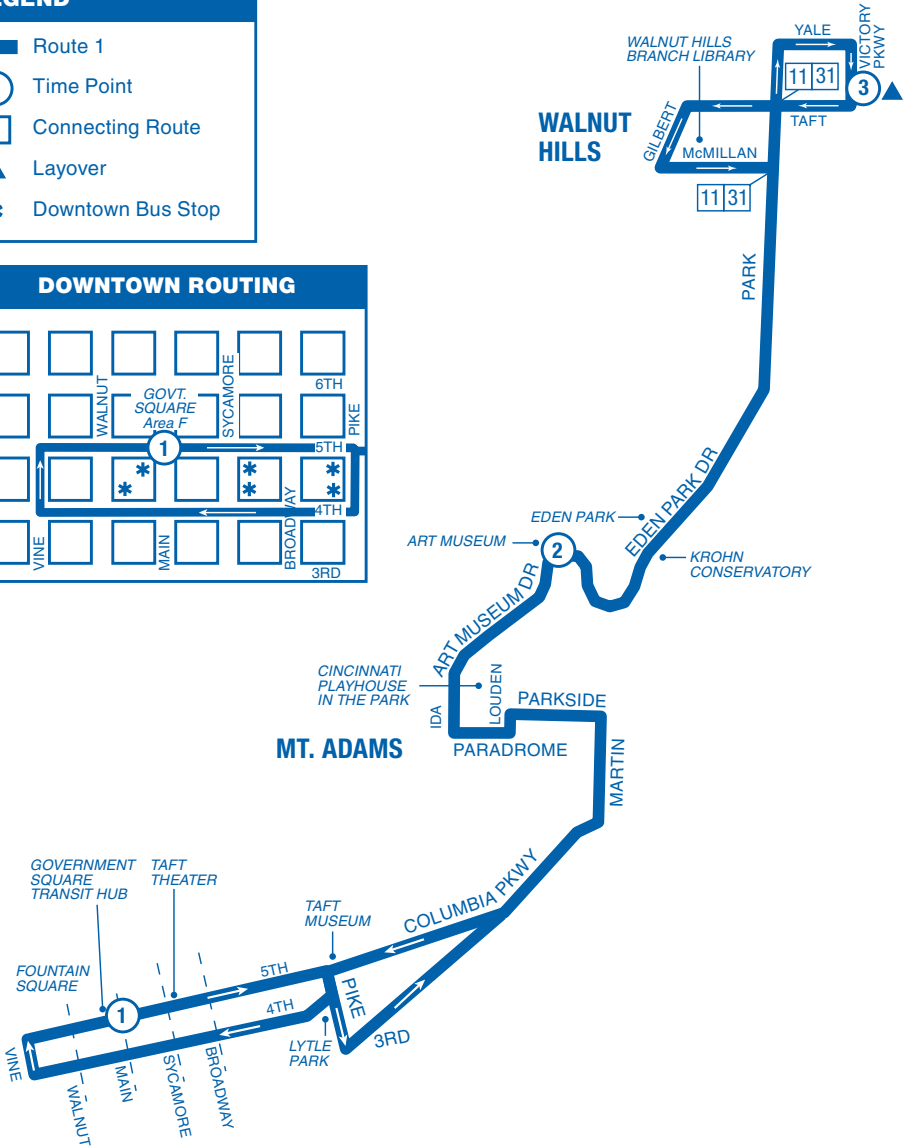 Route 1
Time Point
Connecting Route
Layover
Downtown Bus Stop
DOWNTOWN ROUTING
WALNUT
GOVT.
SQUARE
Area F
SYCAMORE
6TH
PIKE
1
5TH
4TH
VINE
MAIN
BROADWAY
3RD
WALNUT HILLS
BRANCH LIBRARY
YALE
VICTORY
PKWY
11 31
3
TAFT
WALNUT
HILLS
GILBERT
McMILLAN
11 31
PARK
EDEN PARK DR
EDEN PARK
ART MUSEUM
2
KROHN
CONSERVATORY
ART MUSEUM DR
CINCINNATI
PLAYHOUSE
IN THE PARK
LOUDEN
PARKSIDE
IDA
PARADROME
MT. ADAMS
MARTIN
COLUMBIA PKWY
GOVERNMENT
SQUARE
TRANSIT HUB
TAFT
THEATER
TAFT
MUSEUM
FOUNTAIN
SQUARE
5TH
1
4TH
PIKE
3RD
LYTLE
PARK
VINE
WALNUT
MAIN
SYCAMORE
BROADWAY